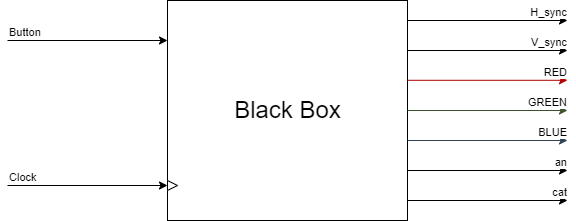 H_sync
Button
V_sync
RED
Black Box
GREEN
BLUE
an
Clock
cat